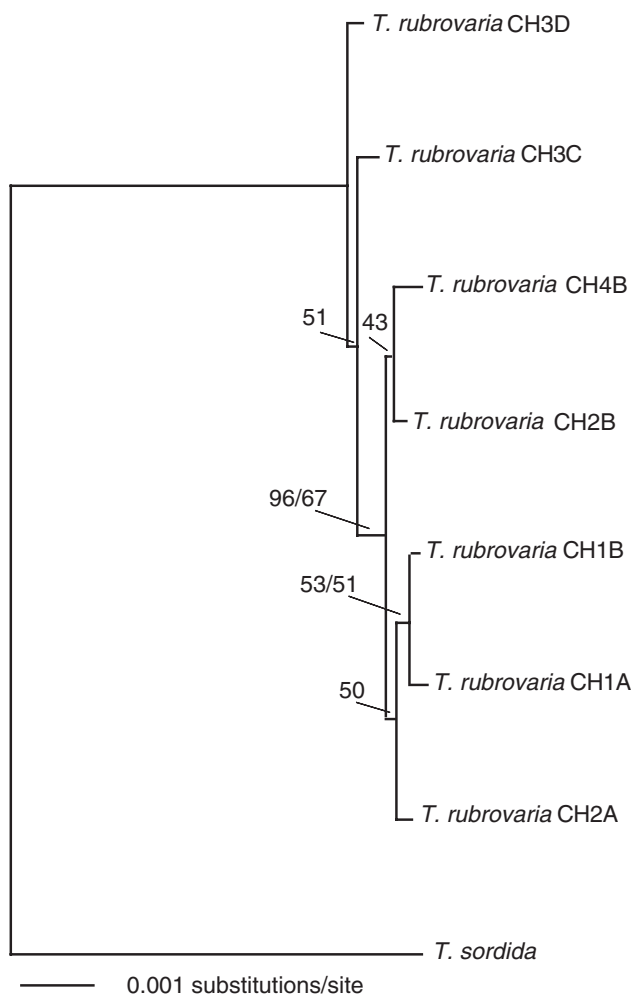 T. rubrovaria CH3D
T. rubrovaria CH3C
T. rubrovaria CH4B
51
43
T. rubrovaria CH2B
96/67
T. rubrovaria CH1B
53/51
T. rubrovaria CH1A
50
T. rubrovaria CH2A
T. sordida
0.001 substitutions/site